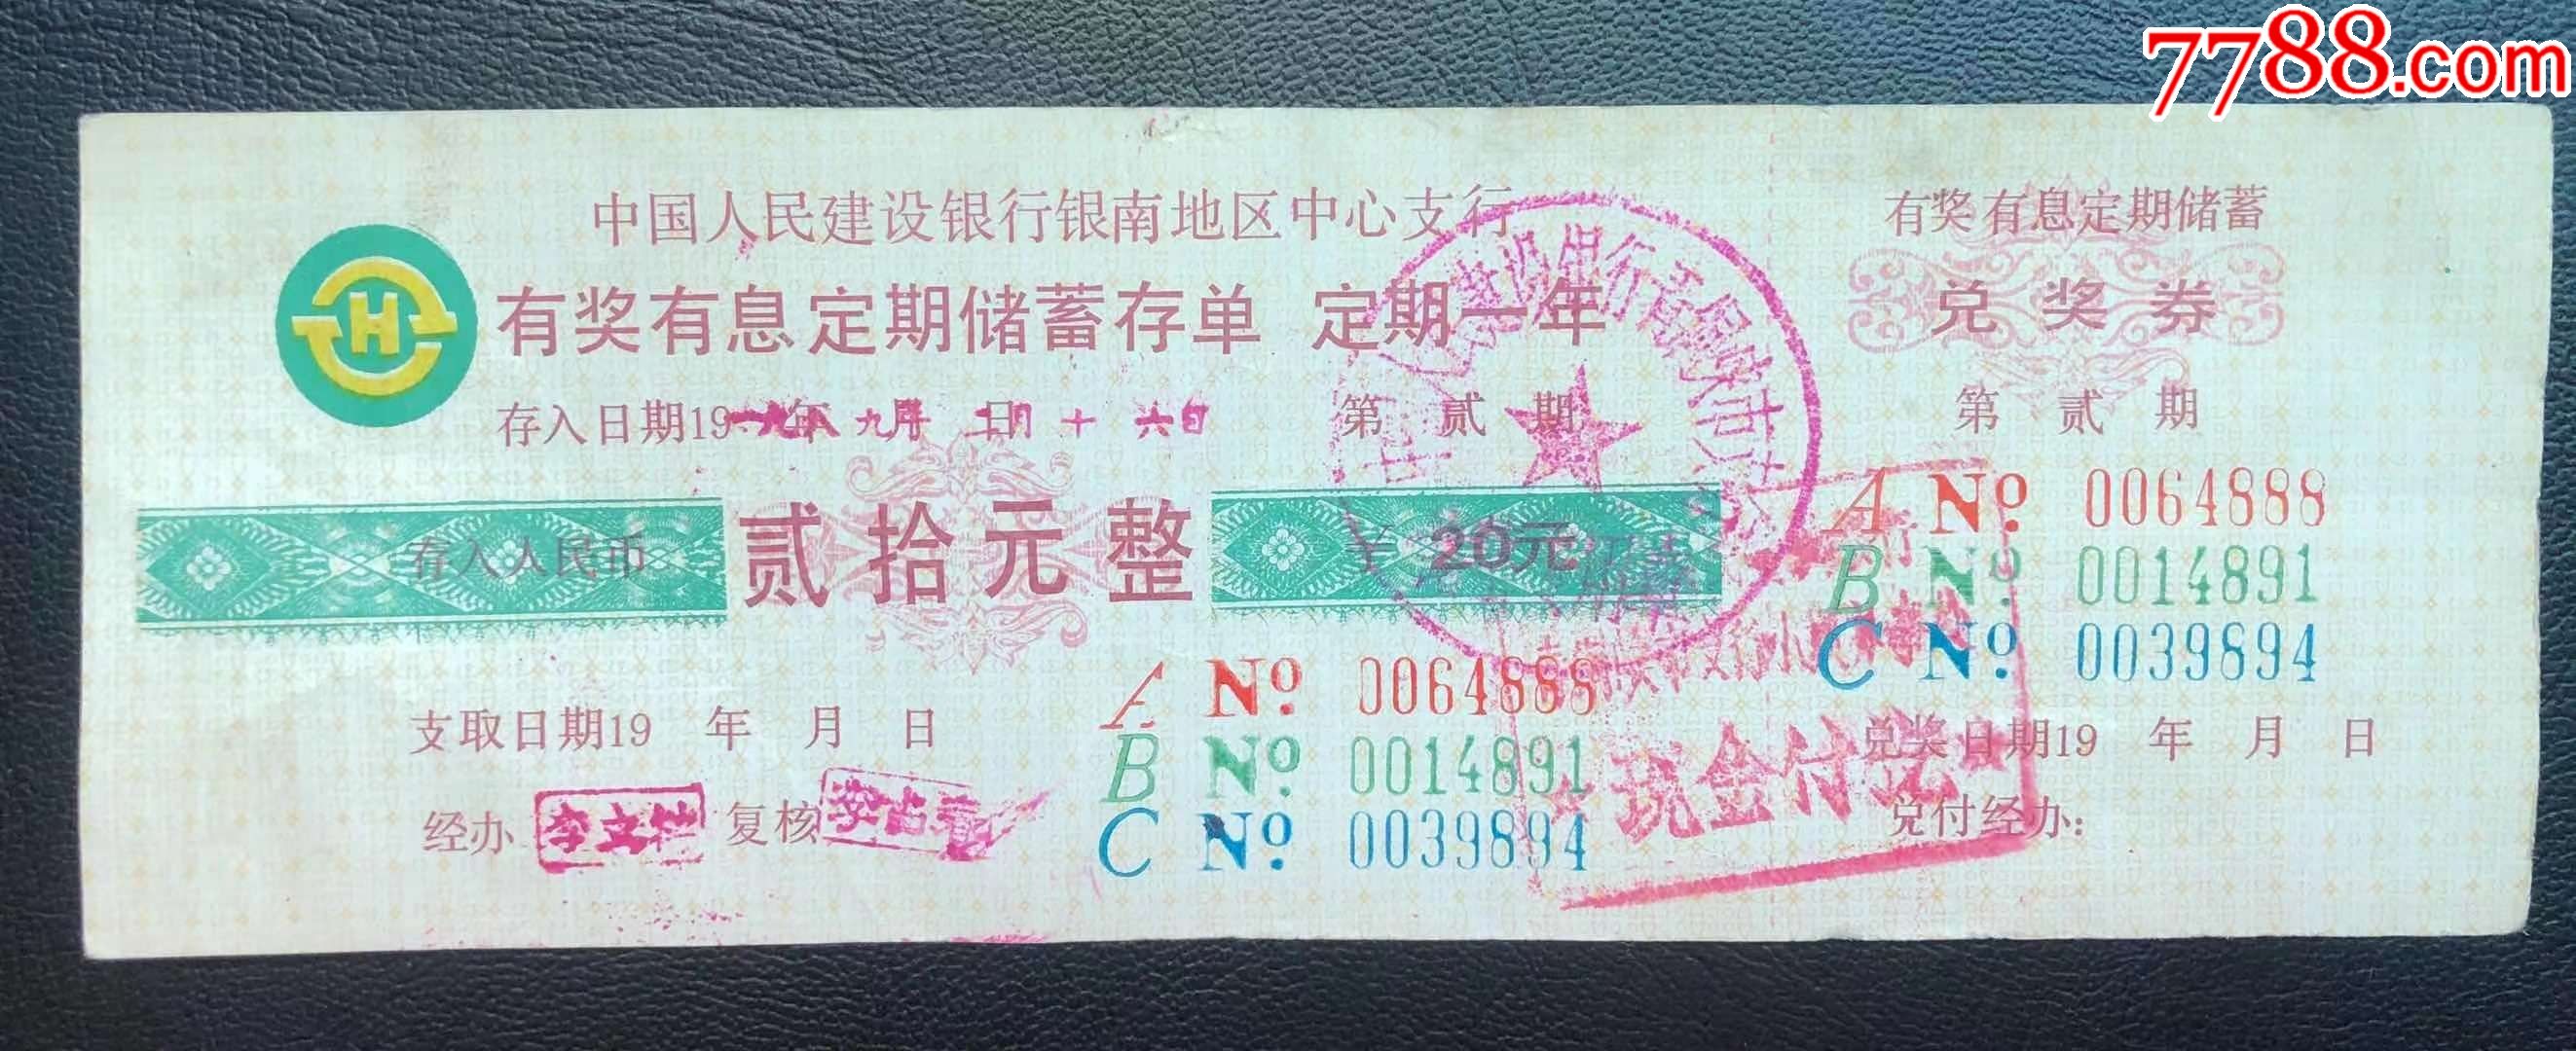 7788.com
中国人民建设银行银南地区中心支行
有奖有息定期储蓄存单 定期一年
存入日期19 年 月 日 第 贰 期
存入人民币 贰拾元整 ¥ 20元
A No. 0064888
B No. 0014891
C No. 0039894
支取日期19 年 月 日
经办 李 复核 李占春
现金付讫
有奖有息定期储蓄
兑 奖 券
第 贰 期
A No. 0064888
B No. 0014891
C No. 0039894
兑奖日期19 年 月 日
兑付经办：